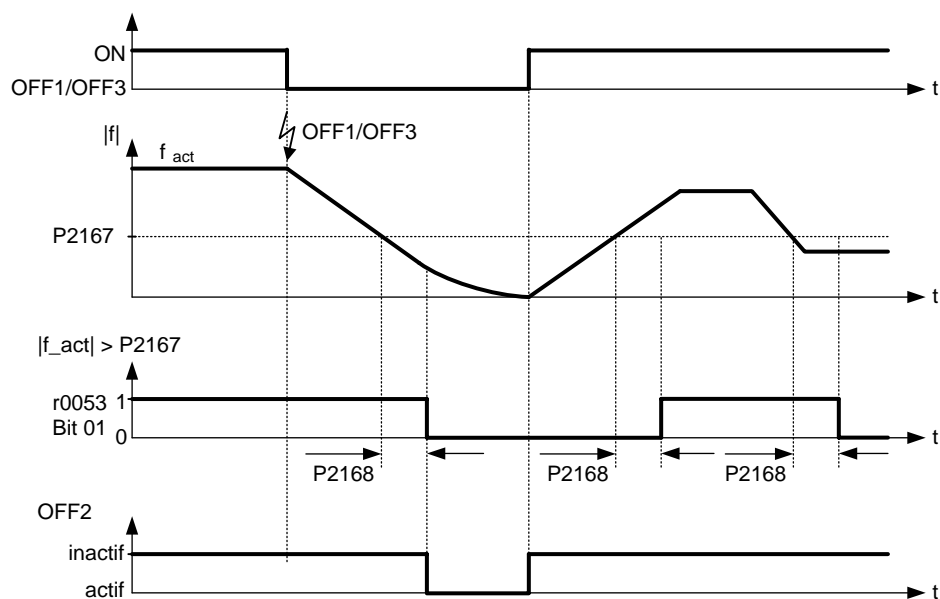 ON
OFF1/OFF3
t
OFF1/OFF3
|f|
f act
P2167
t
|f_act| > P2167
r0053 1
Bit 01
0
t
P2168 P2168 P2168
OFF2
inactif
actif
t